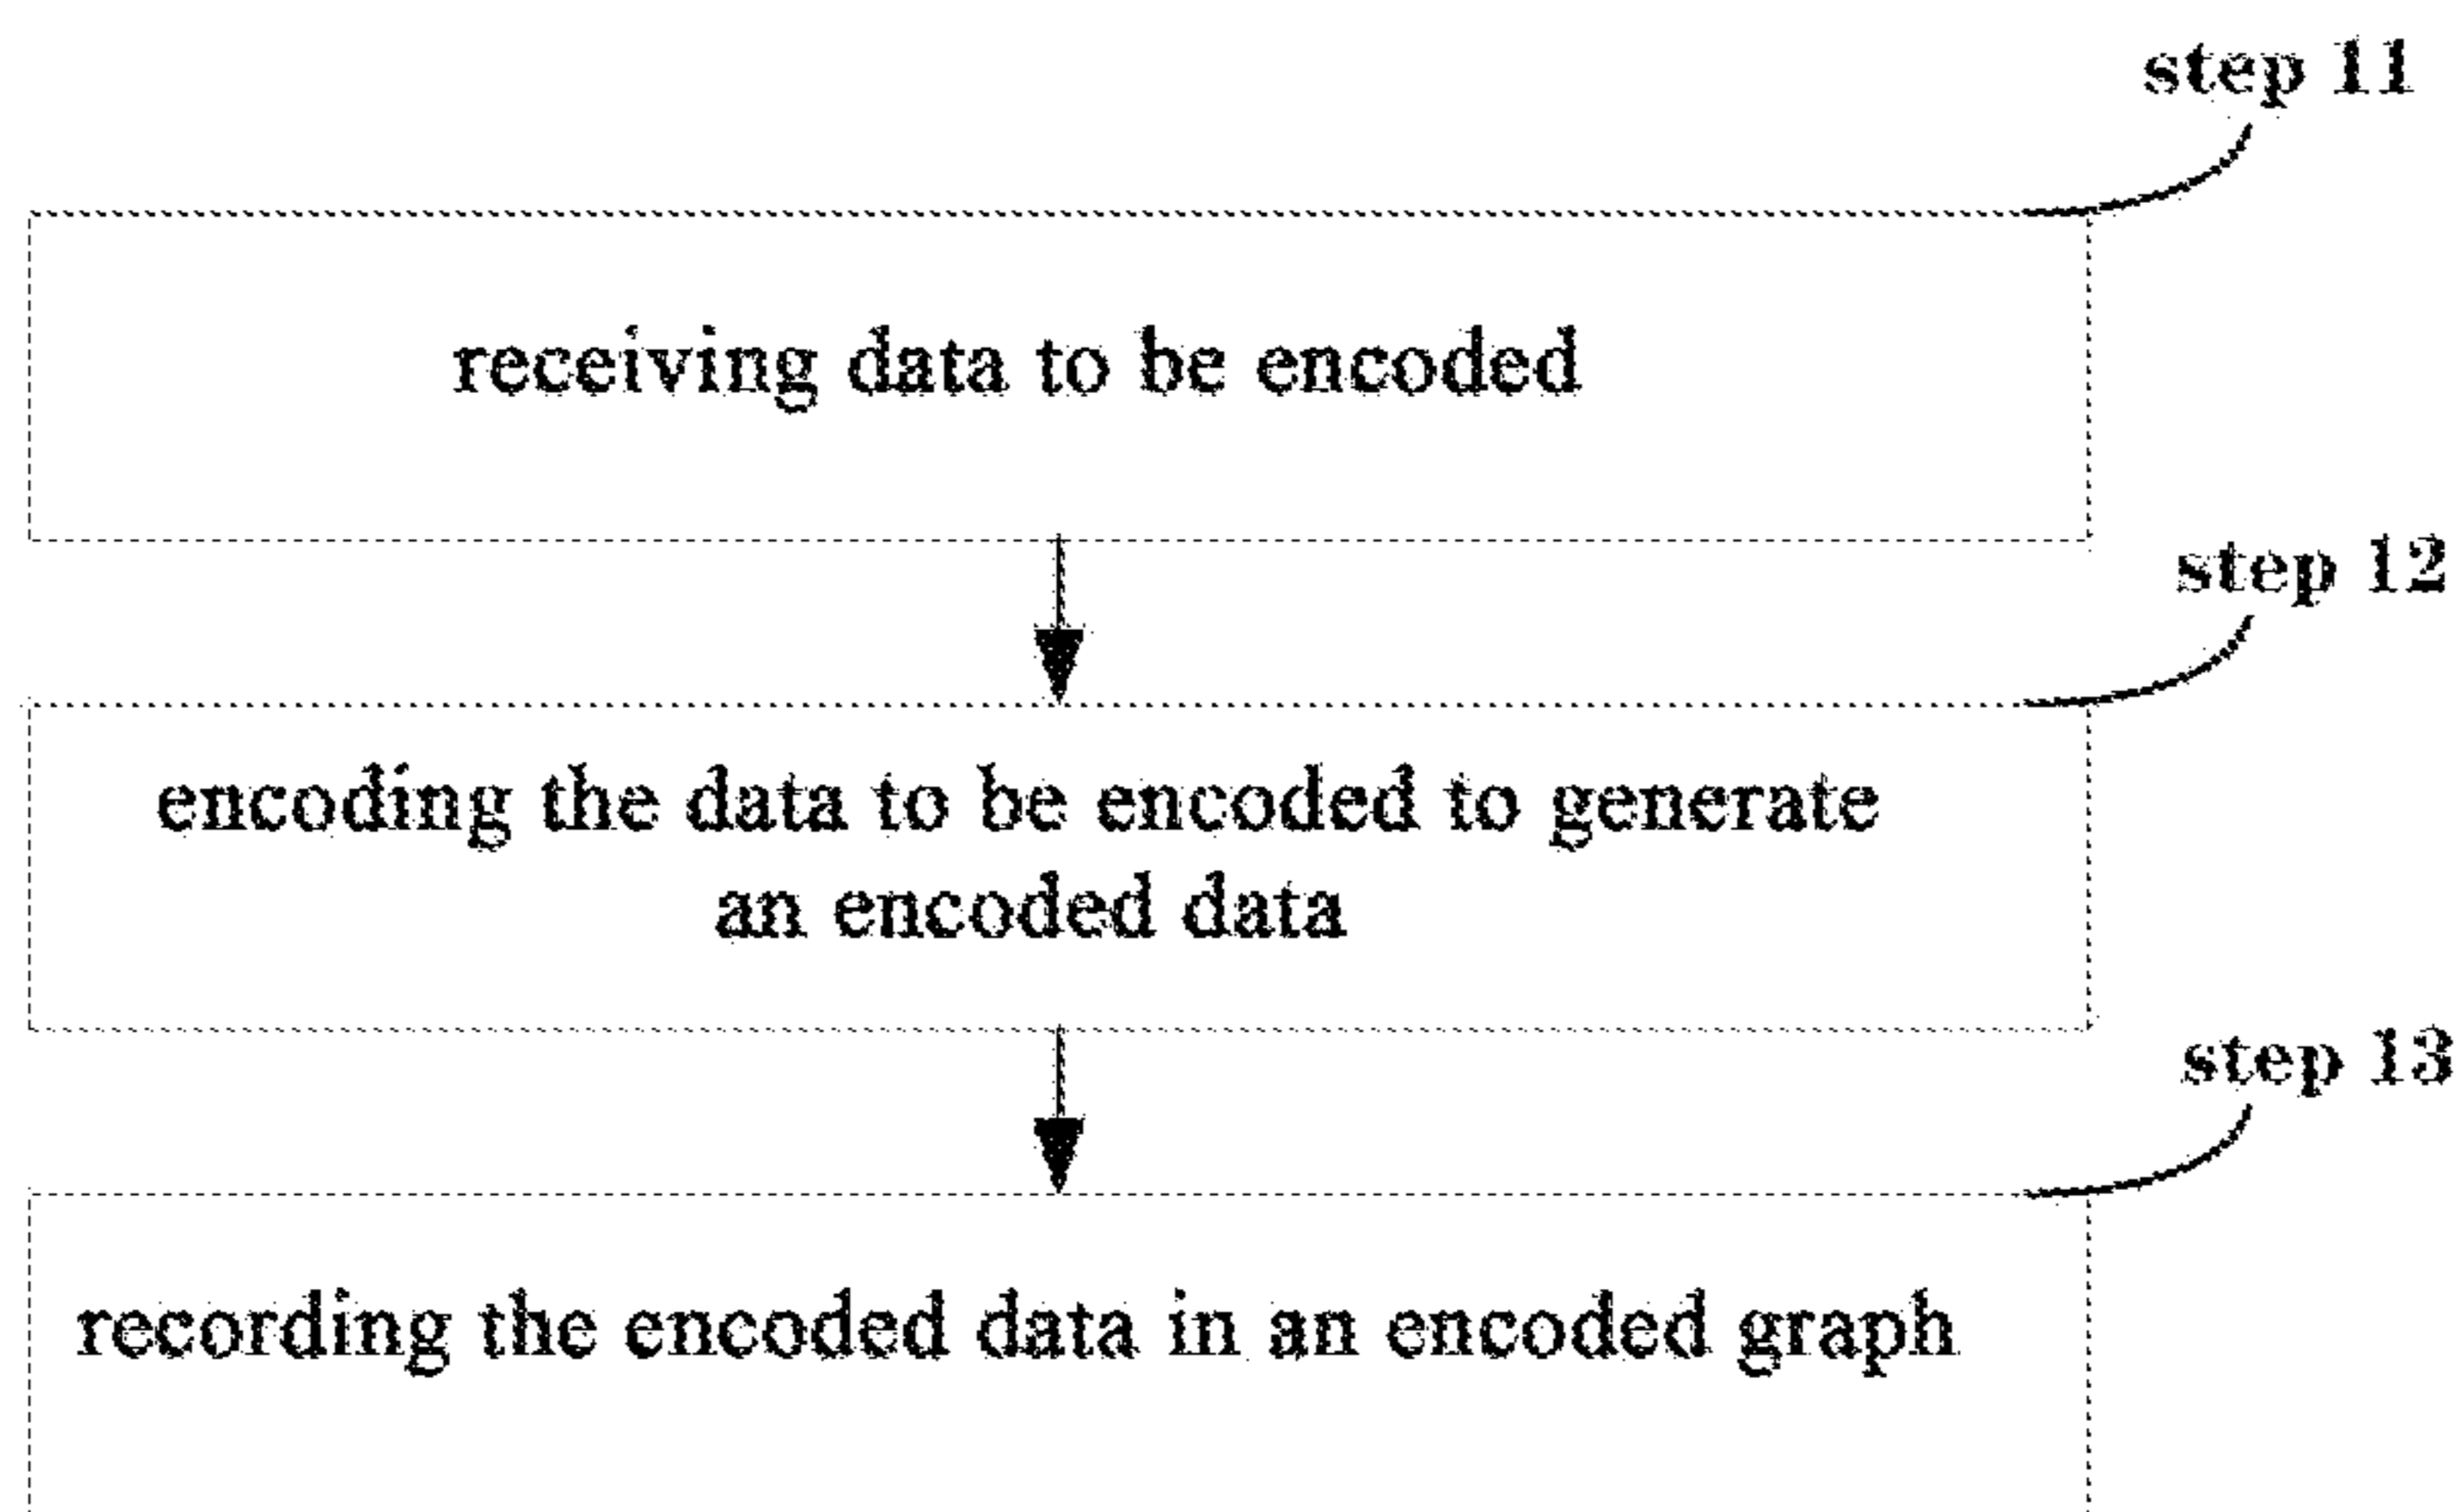 step 11
receiving data to be encoded
step 12
encoding the data to be encoded to generate
an encoded data
step 13
recording the encoded data in an encoded graph